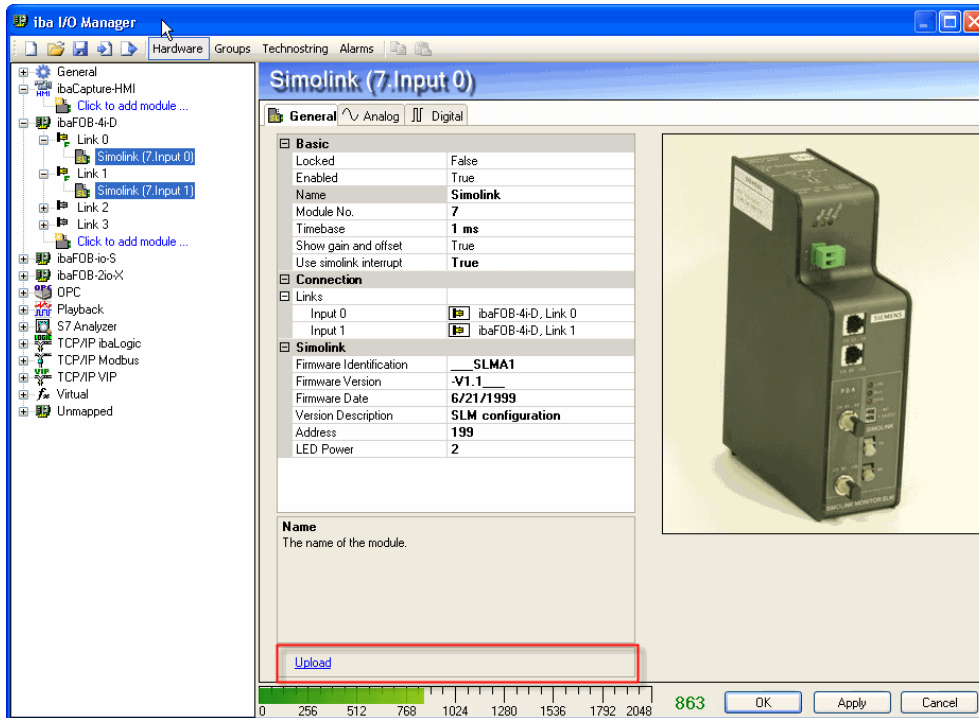 iba I/O Manager
Hardware Groups Technostring Alarms
General
ibaCapture-HMI
Click to add module ...
ibaFOB-4i-D
Link 0
Simolink (7.Input 0)
Link 1
Simolink (7.Input 1)
Link 2
Link 3
Click to add module ...
ibaFOB-io-S
ibaFOB-2io-X
OPC
Playback
S7 Analyzer
TCP/IP ibaLogic
TCP/IP Modbus
TCP/IP VIP
Virtual
Unmapped
Simolink (7.Input 0)
General Analog Digital
Basic
Locked False
Enabled True
Name Simolink
Module No. 7
Timebase 1 ms
Show gain and offset True
Use simolink interrupt True
Connection
Links
Input 0 ibaFOB-4i-D, Link 0
Input 1 ibaFOB-4i-D, Link 1
Simolink
Firmware Identification ___SLMA1
Firmware Version -V1.1___
Firmware Date 6/21/1999
Version Description SLM configuration
Address 199
LED Power 2
Name
The name of the module.
Upload
SIEMENS
SIEMENS
PDA
SIMOLINK
SIMOLINK MONITOR SLM
0 256 512 768 1024 1280 1536 1792 2048
863
OK Apply Cancel